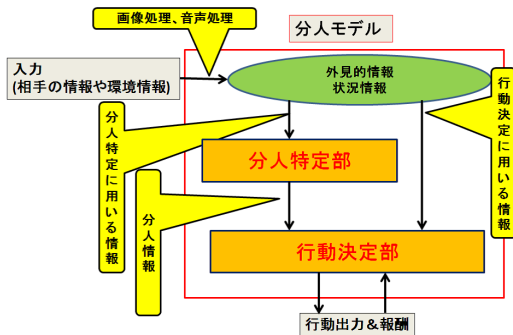 画像処理、音声処理
分人モデル
入力
(相手の情報や環境情報)
外見的情報
状況情報
分人特定に用いる情報
行動決定に用いる情報
分人特定部
分人情報
行動決定部
行動出力&報酬